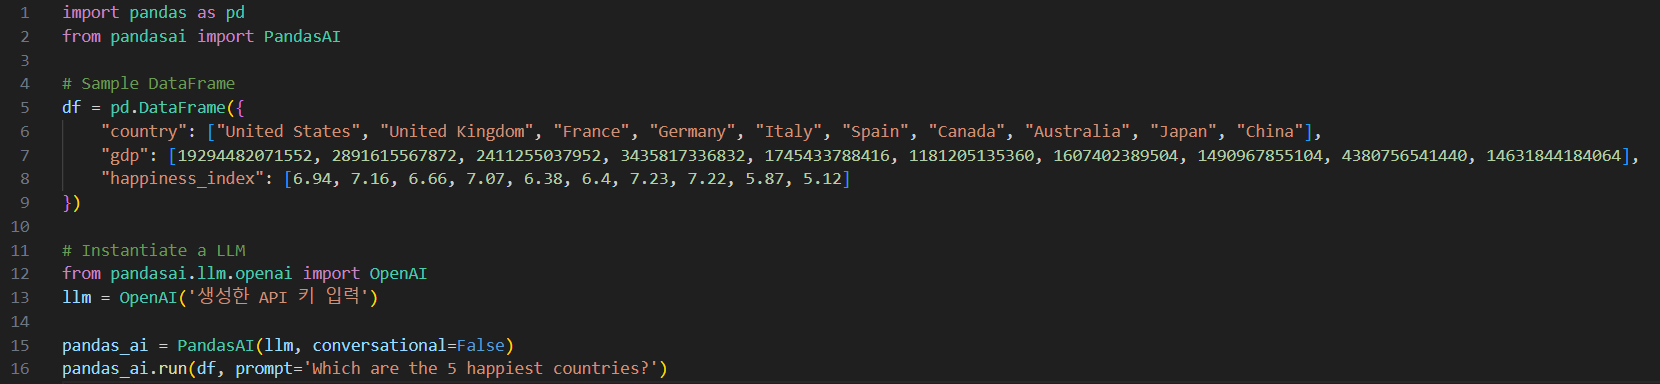 1 import pandas as pd
2 from pandasai import PandasAI
3
4 # Sample DataFrame
5 df = pd.DataFrame({
6     "country": ["United States", "United Kingdom", "France", "Germany", "Italy", "Spain", "Canada", "Australia", "Japan", "China"],
7     "gdp": [19294482071552, 2891615567872, 2411255037952, 3435817336832, 1745433788416, 1181205135360, 1607402389504, 1490967855104, 4380756541440, 14631844184064],
8     "happiness_index": [6.94, 7.16, 6.66, 7.07, 6.38, 6.4, 7.23, 7.22, 5.87, 5.12]
9 })
10
11 # Instantiate a LLM
12 from pandasai.llm.openai import OpenAI
13 llm = OpenAI('생성한 API 키 입력')
14
15 pandas_ai = PandasAI(llm, conversational=False)
16 pandas_ai.run(df, prompt='Which are the 5 happiest countries?')